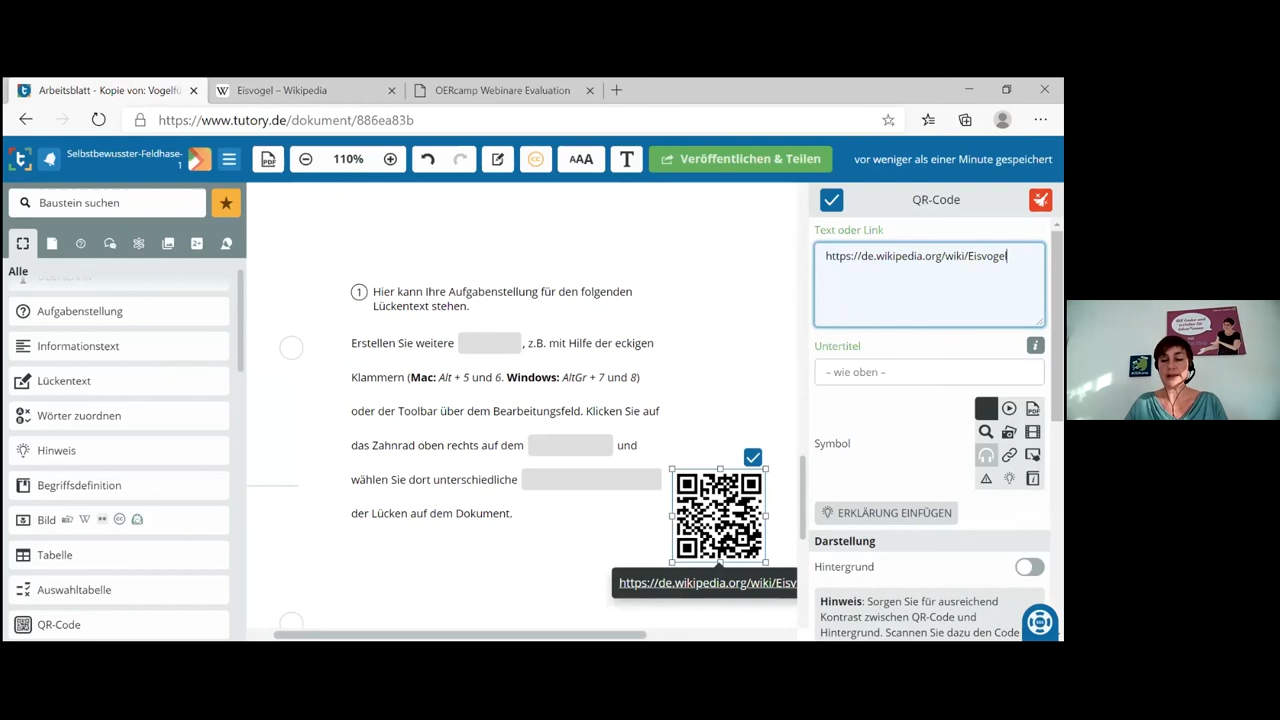 Arbeitsblatt - Kopie von: Vogelfü
Eisvogel – Wikipedia
OERcamp Webinare Evaluation
https://www.tutory.de/dokument/886ea83b
Selbstbewusster-Feldhase-
1
PDF
110%
cc
AAA
T
Veröffentlichen & Teilen
vor weniger als einer Minute gespeichert
Baustein suchen
Alle
Aufgabenstellung
Informationstext
Lückentext
Wörter zuordnen
Hinweis
Begriffsdefinition
Bild
Tabelle
Auswahltabelle
QR-Code
1 Hier kann Ihre Aufgabenstellung für den folgenden
Lückentext stehen.
Erstellen Sie weitere , z.B. mit Hilfe der eckigen
Klammern (Mac: Alt + 5 und 6. Windows: AltGr + 7 und 8)
oder der Toolbar über dem Bearbeitungsfeld. Klicken Sie auf
das Zahnrad oben rechts auf dem und
wählen Sie dort unterschiedliche
der Lücken auf dem Dokument.
https://de.wikipedia.org/wiki/Eisv
QR-Code
Text oder Link
https://de.wikipedia.org/wiki/Eisvogel
Untertitel
– wie oben –
Symbol
ERKLÄRUNG EINFÜGEN
Darstellung
Hintergrund
Hinweis: Sorgen Sie für ausreichend
Kontrast zwischen QR-Code und
Hintergrund. Scannen Sie dazu den Code